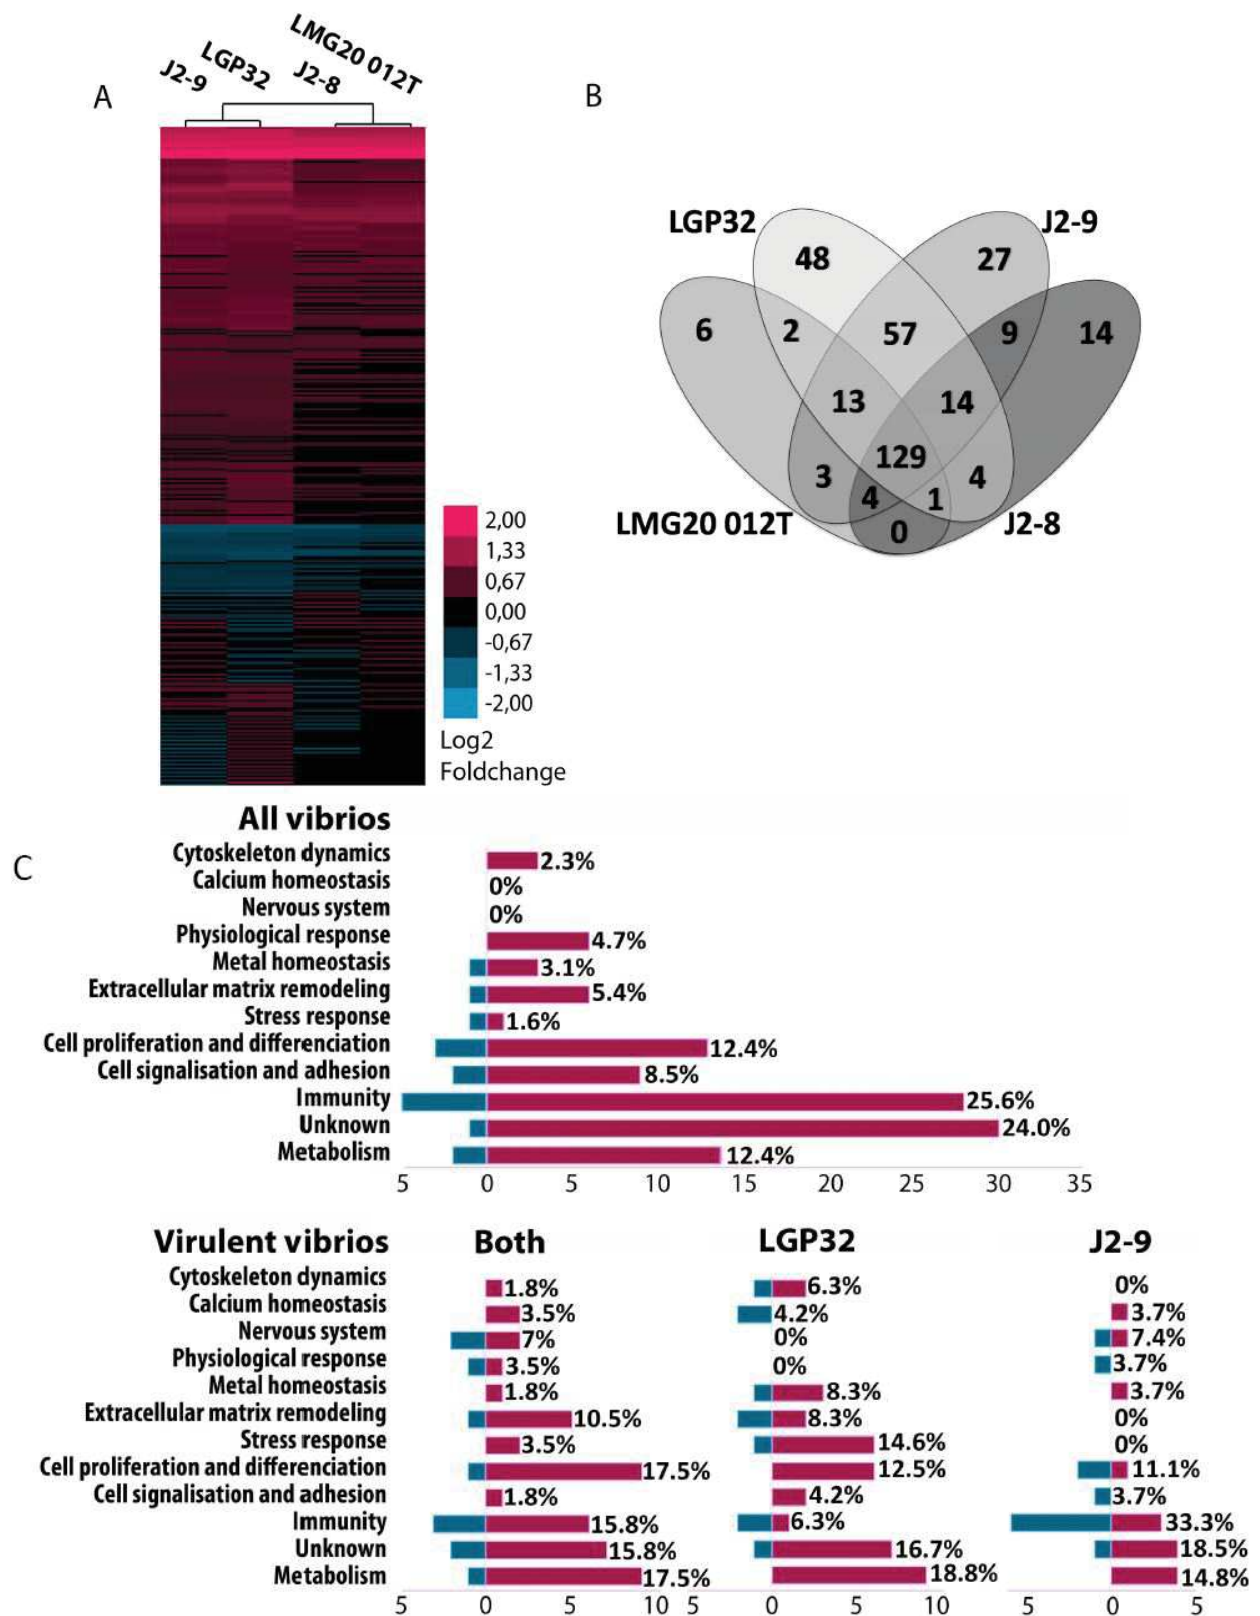 A
J2-9
LGP32
J2-8
LMG20 012T
2,00
1,33
0,67
0,00
-0,67
-1,33
-2,00
Log2
Foldchange
B
LGP32
J2-9
48
27
6
2
57
9
14
13
14
129
3
4
1
4
0
LMG20 012T
J2-8
C
All vibrios
Cytoskeleton dynamics 2.3%
Calcium homeostasis 0%
Nervous system 0%
Physiological response 4.7%
Metal homeostasis 3.1%
Extracellular matrix remodeling 5.4%
Stress response 1.6%
Cell proliferation and differenciation 12.4%
Cell signalisation and adhesion 8.5%
Immunity 25.6%
Unknown 24.0%
Metabolism 12.4%
5 0 5 10 15 20 25 30 35
Virulent vibrios Both LGP32 J2-9
Cytoskeleton dynamics 1.8% 6.3% 0%
Calcium homeostasis 3.5% 4.2% 3.7%
Nervous system 7% 0% 7.4%
Physiological response 3.5% 0% 3.7%
Metal homeostasis 1.8% 8.3% 3.7%
Extracellular matrix remodeling 10.5% 8.3% 0%
Stress response 3.5% 14.6% 0%
Cell proliferation and differenciation 17.5% 12.5% 11.1%
Cell signalisation and adhesion 1.8% 4.2% 3.7%
Immunity 15.8% 6.3% 33.3%
Unknown 15.8% 16.7% 18.5%
Metabolism 17.5% 18.8% 14.8%
5 0 5 10 5 0 5 10 5 0 5